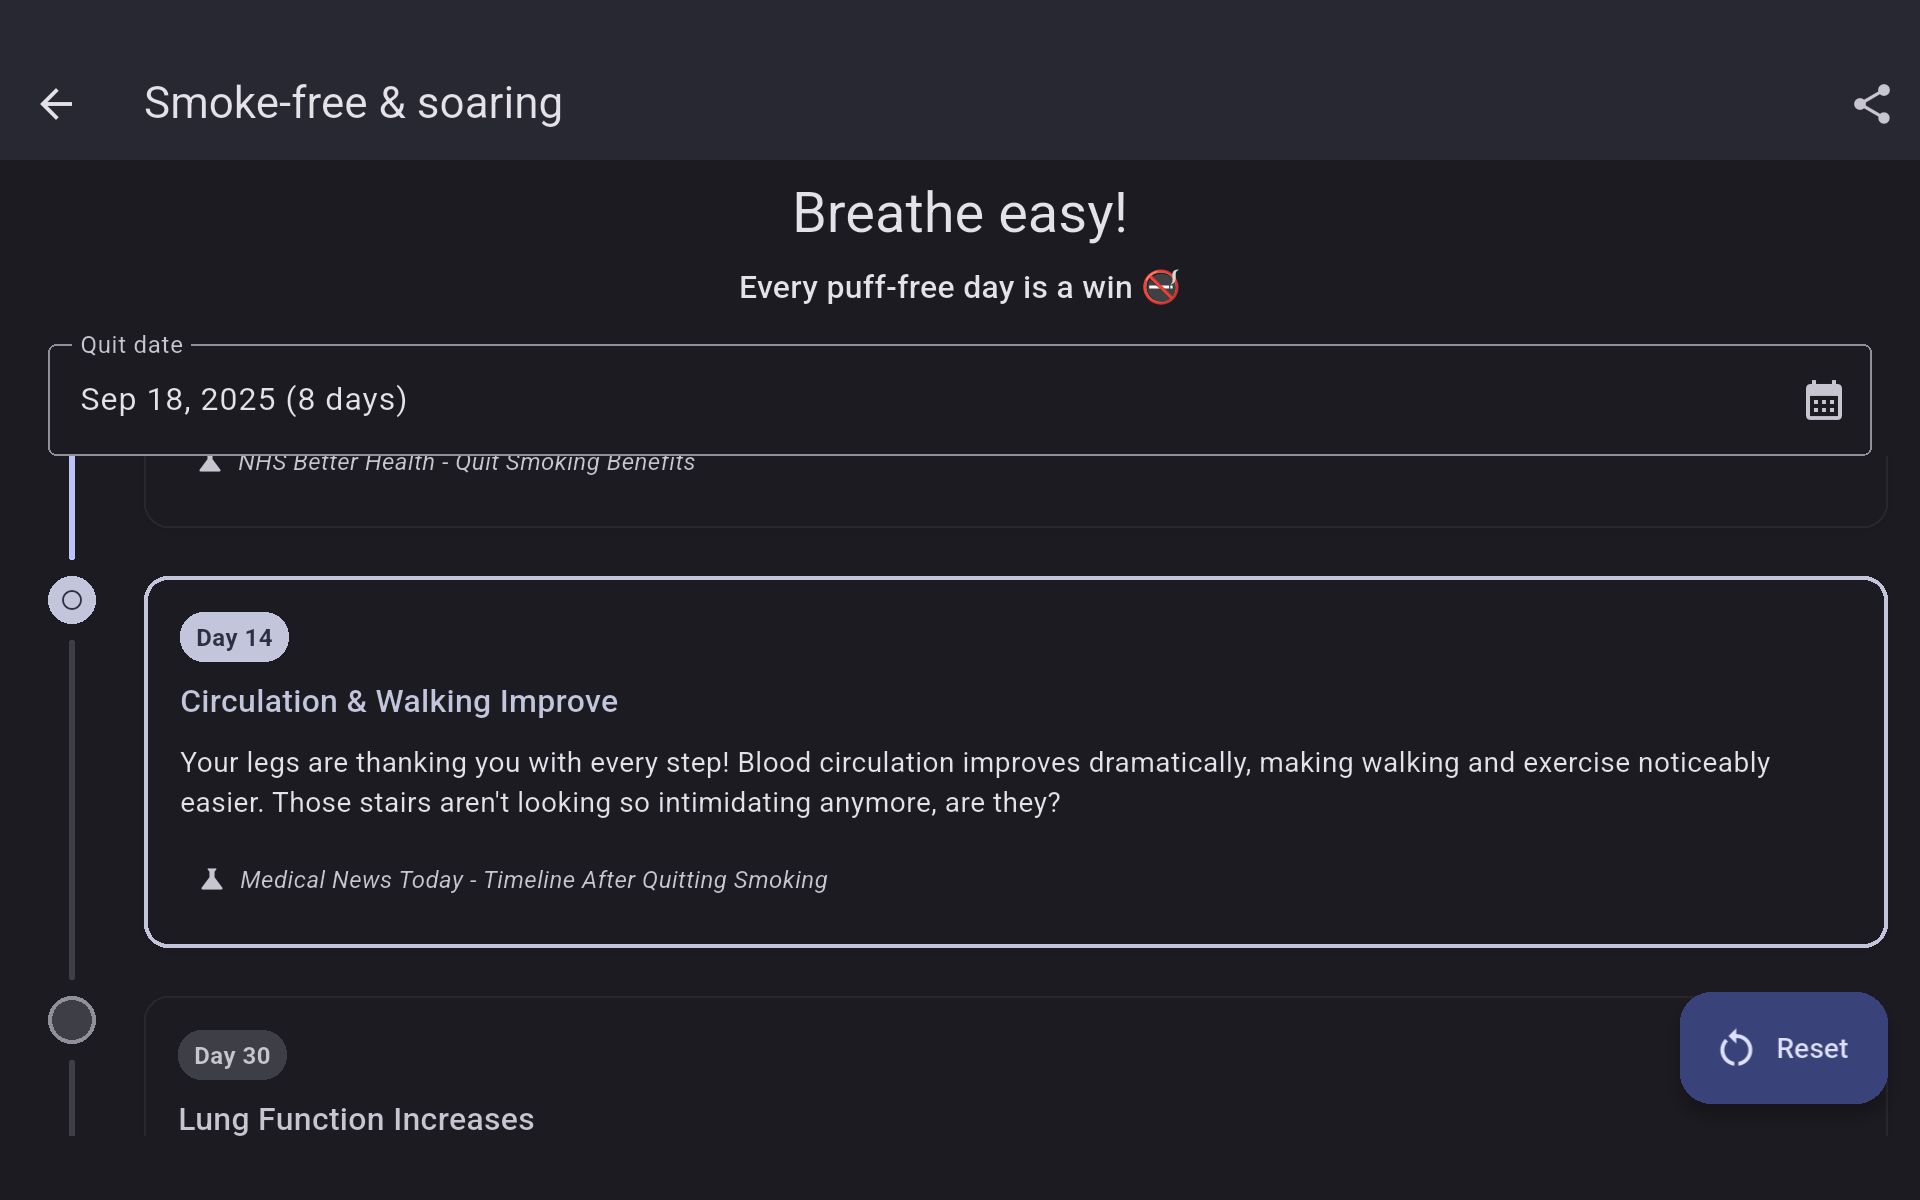 Smoke-free & soaring
Breathe easy!
Every puff-free day is a win
Quit date
Sep 18, 2025 (8 days)
NHS Better Health - Quit Smoking Benefits
Day 14
Circulation & Walking Improve
Your legs are thanking you with every step! Blood circulation improves dramatically, making walking and exercise noticeably
easier. Those stairs aren't looking so intimidating anymore, are they?
Medical News Today - Timeline After Quitting Smoking
Day 30
Reset
Lung Function Increases